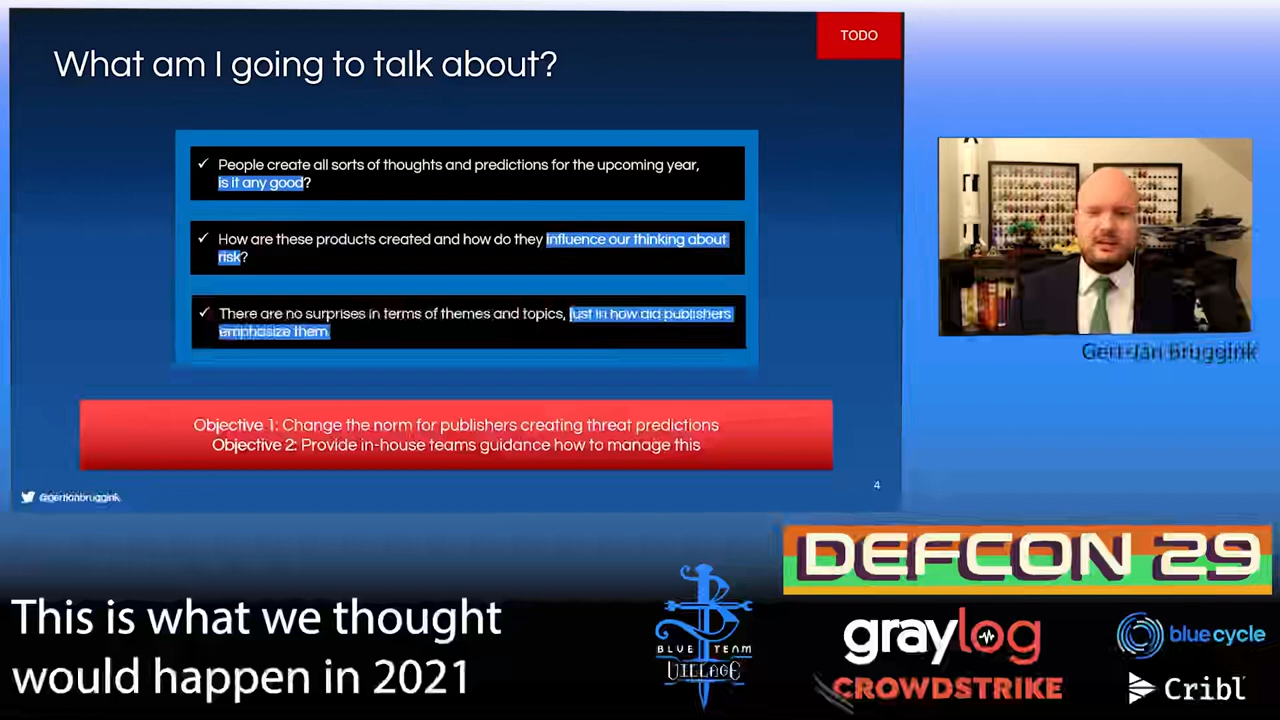 What am I going to talk about?
TODO
✓ People create all sorts of thoughts and predictions for the upcoming year,
is it any good?
✓ How are these products created and how do they influence our thinking about
risk?
✓ There are no surprises in terms of themes and topics, just in how did publishers
emphasize them
Objective 1: Change the norm for publishers creating threat predictions
Objective 2: Provide in-house teams guidance how to manage this
@gertjanbruggink
4
Gert-Jan Bruggink
This is what we thought
would happen in 2021
BLUE TEAM
VILLAGE
DEFCON 29
graylog
bluecycle
CROWDSTRIKE
Cribl